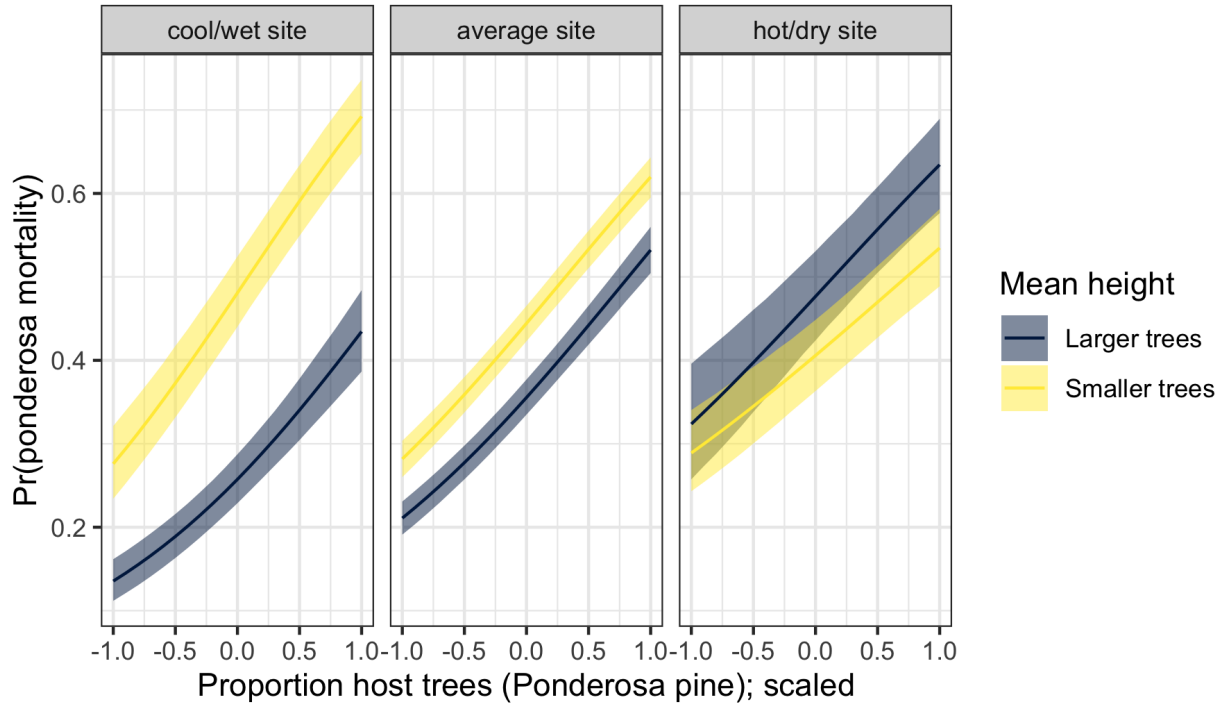 cool/wet site
average site
hot/dry site
Pr(ponderosa mortality)
0.6
0.4
0.2
-1.0 -0.5 0.0 0.5 1.0
-1.0 -0.5 0.0 0.5 1.0
-1.0 -0.5 0.0 0.5 1.0
Proportion host trees (Ponderosa pine); scaled
Mean height
Larger trees
Smaller trees